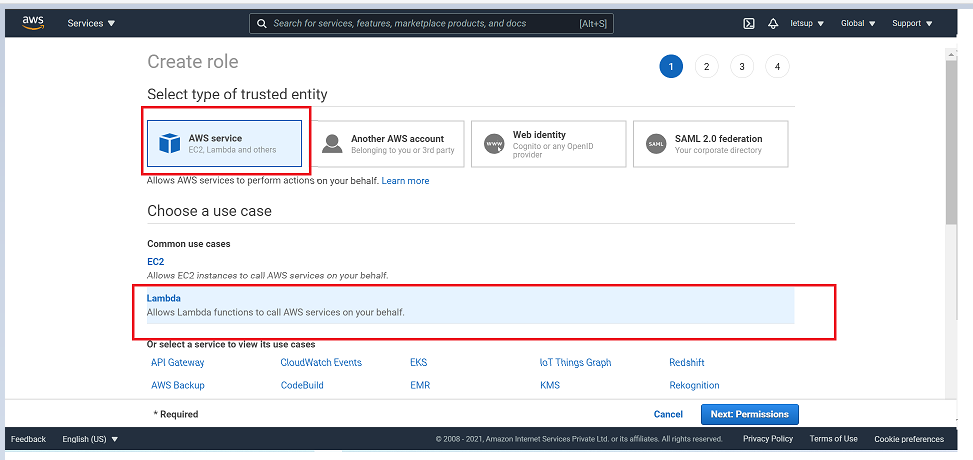 aws Services Search for services, features, marketplace products, and docs [Alt+S] letsup Global Support
Create role 1 2 3 4
Select type of trusted entity
AWS service
EC2, Lambda and others
Another AWS account
Belonging to you or 3rd party
www
Web identity
Cognito or any OpenID
provider
SAML
SAML 2.0 federation
Your corporate directory
Allows AWS services to perform actions on your behalf. Learn more
Choose a use case
Common use cases
EC2
Allows EC2 instances to call AWS services on your behalf.
Lambda
Allows Lambda functions to call AWS services on your behalf.
Or select a service to view its use cases
API Gateway CloudWatch Events EKS IoT Things Graph Redshift
AWS Backup CodeBuild EMR KMS Rekognition
* Required Cancel Next: Permissions
Feedback English (US) © 2008 - 2021, Amazon Internet Services Private Ltd. or its affiliates. All rights reserved. Privacy Policy Terms of Use Cookie preferences